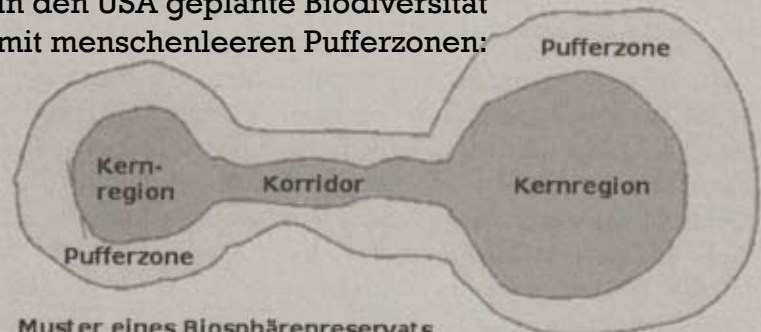 in den USA geplante Biodiversität
mit menschenleeren Pufferzonen:
Pufferzone
Kern-
region
Korridor
Kernregion
Pufferzone
Muster eines Biosphärenreservats